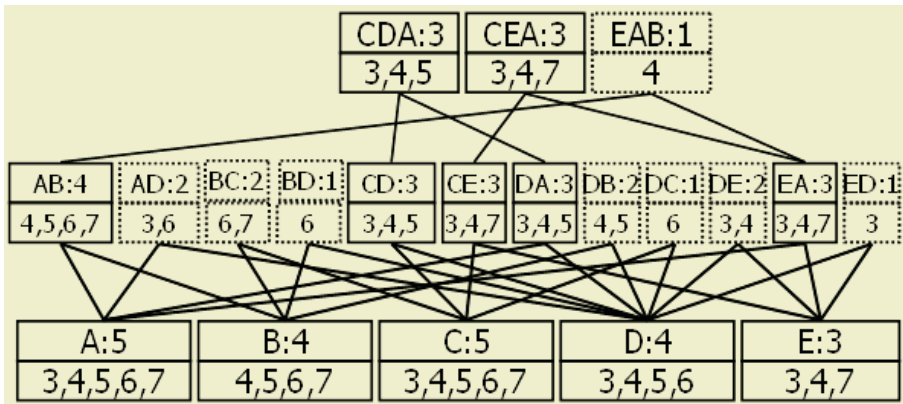 CDA:3 CEA:3 EAB:1
3,4,5 3,4,7 4
AB:4 AD:2 BC:2 BD:1 CD:3 CE:3 DA:3 DB:2 DC:1 DE:2 EA:3 ED:1
4,5,6,7 3,6 6,7 6 3,4,5 3,4,7 3,4,5 4,5 6 3,4 3,4,7 3
A:5 B:4 C:5 D:4 E:3
3,4,5,6,7 4,5,6,7 3,4,5,6,7 3,4,5,6 3,4,7